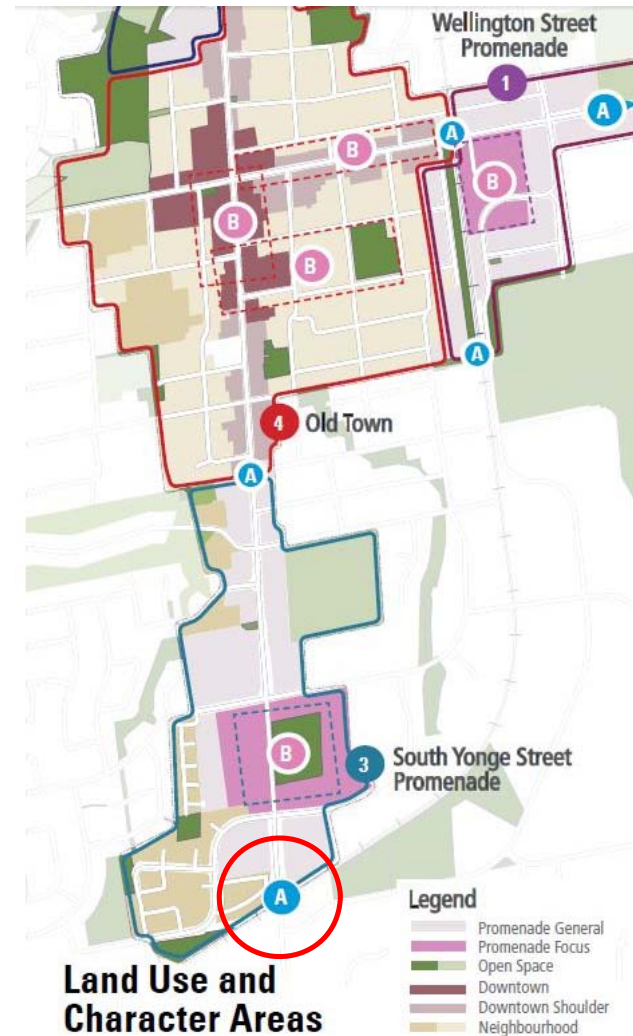 Wellington Street
Promenade
1
A
A
B
B
B
B
A
4 Old Town
A
B
3
South Yonge Street
Promenade
A
Land Use and
Character Areas
Legend
Promenade General
Promenade Focus
Open Space
Downtown
Downtown Shoulder
Neighbourhood